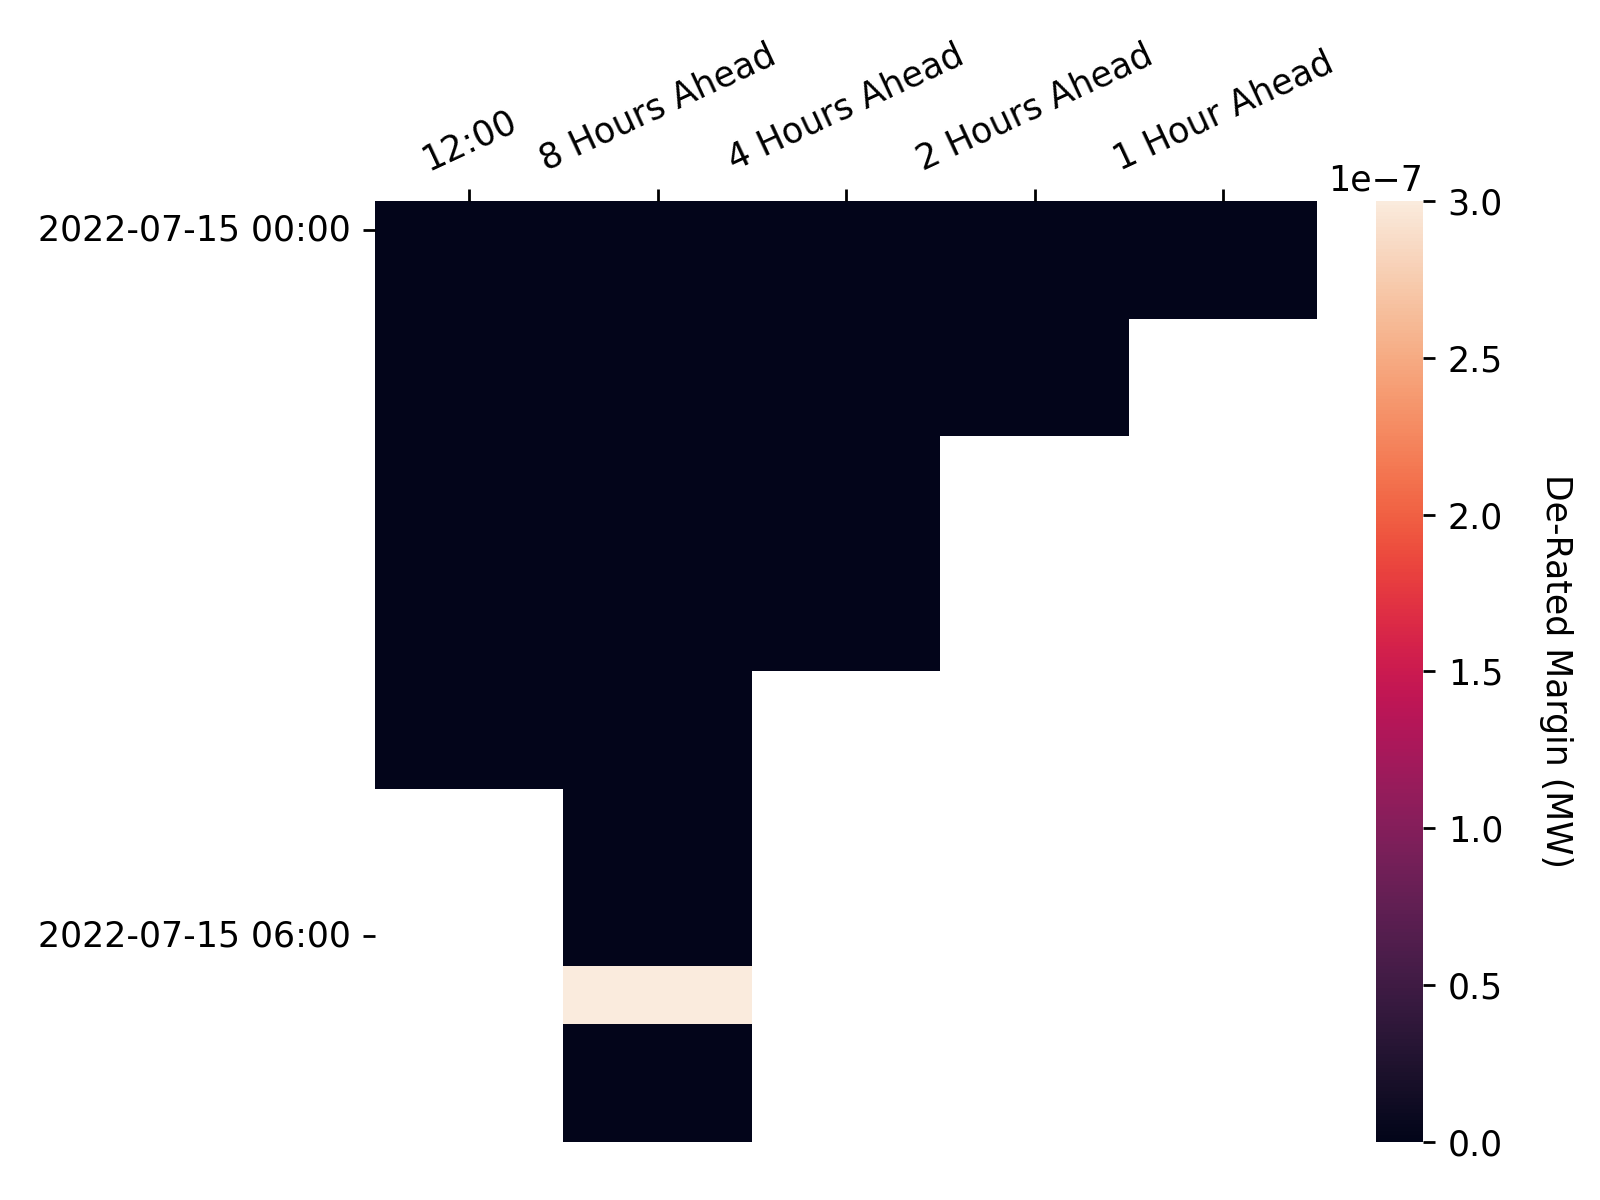 12:00
8 Hours Ahead
4 Hours Ahead
2 Hours Ahead
1 Hour Ahead
1e−7
2022-07-15 00:00
2022-07-15 06:00
3.0
2.5
2.0
1.5
1.0
0.5
0.0
De-Rated Margin (MW)